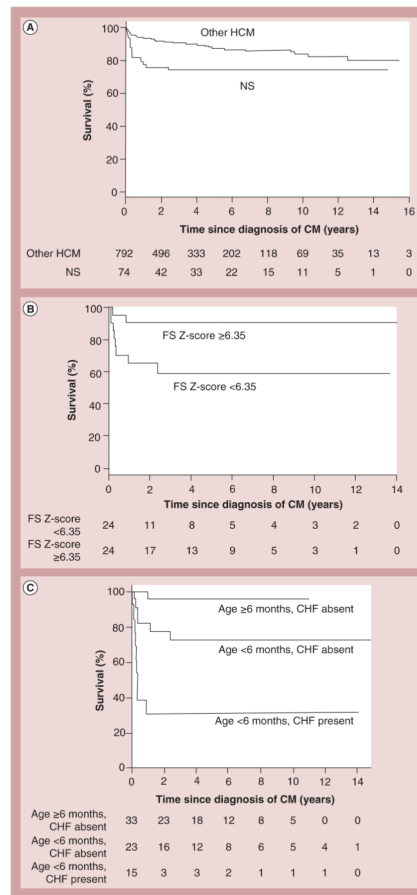 A
100
80
60
40
20
0
Survival (%)
Other HCM
NS
0 2 4 6 8 10 12 14 16
Time since diagnosis of CM (years)
Other HCM 792 496 333 202 118 69 35 13 3
NS 74 42 33 22 15 11 5 1 0
B
100
80
60
40
20
0
Survival (%)
FS Z-score ≥6.35
FS Z-score <6.35
0 2 4 6 8 10 12 14
Time since diagnosis of CM (years)
FS Z-score
<6.35 24 11 8 5 4 3 2 0
FS Z-score
≥6.35 24 17 13 9 5 3 1 0
C
100
80
60
40
20
0
Survival (%)
Age ≥6 months, CHF absent
Age <6 months, CHF absent
Age <6 months, CHF present
0 2 4 6 8 10 12 14
Time since diagnosis of CM (years)
Age ≥6 months,
CHF absent 33 23 18 12 8 5 0 0
Age <6 months,
CHF absent 23 16 12 8 6 5 4 1
Age <6 months,
CHF present 15 3 3 2 1 1 1 0